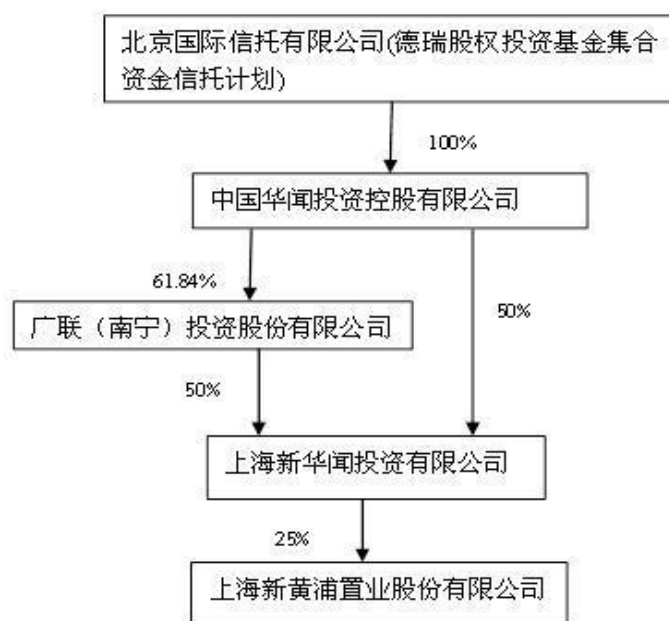 北京国际信托有限公司(德瑞股权投资基金集合
资金信托计划)
100%
中国华闻投资控股有限公司
61.84%
50%
广联（南宁）投资股份有限公司
50%
上海新华闻投资有限公司
25%
上海新黄浦置业股份有限公司